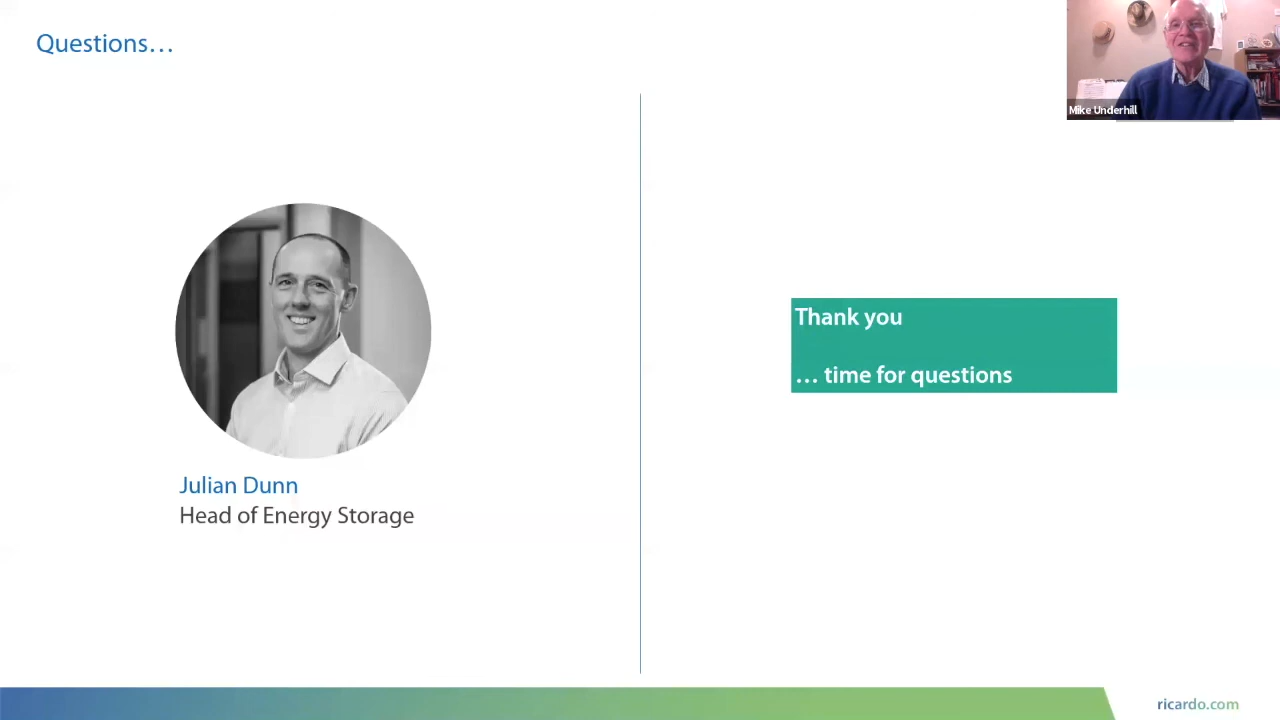 Questions…
Mike Underhill
Thank you
… time for questions
Julian Dunn
Head of Energy Storage
ricardo.com